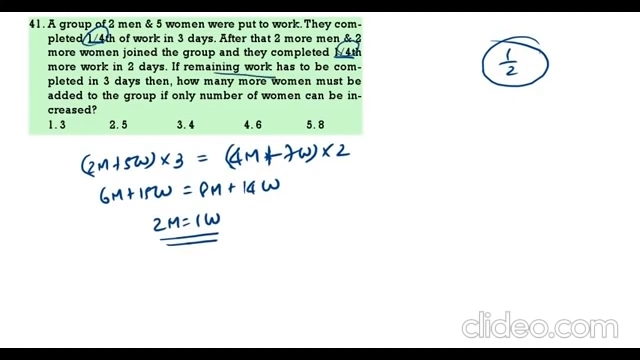 41. A group of 2 men & 5 women were put to work. They com-
pleted 1/4th of work in 3 days. After that 2 more men & 2
more women joined the group and they completed 1/4th
more work in 2 days. If remaining work has to be com-
pleted in 3 days then, how many more women must be
added to the group if only number of women can be in-
creased?
1. 3 2. 5 3. 4 4. 6 5. 8
1/2
(2M+5W)×3 = (4M+7W)×2
6M+15W = 8M+14W
2M=1W
clideo.com